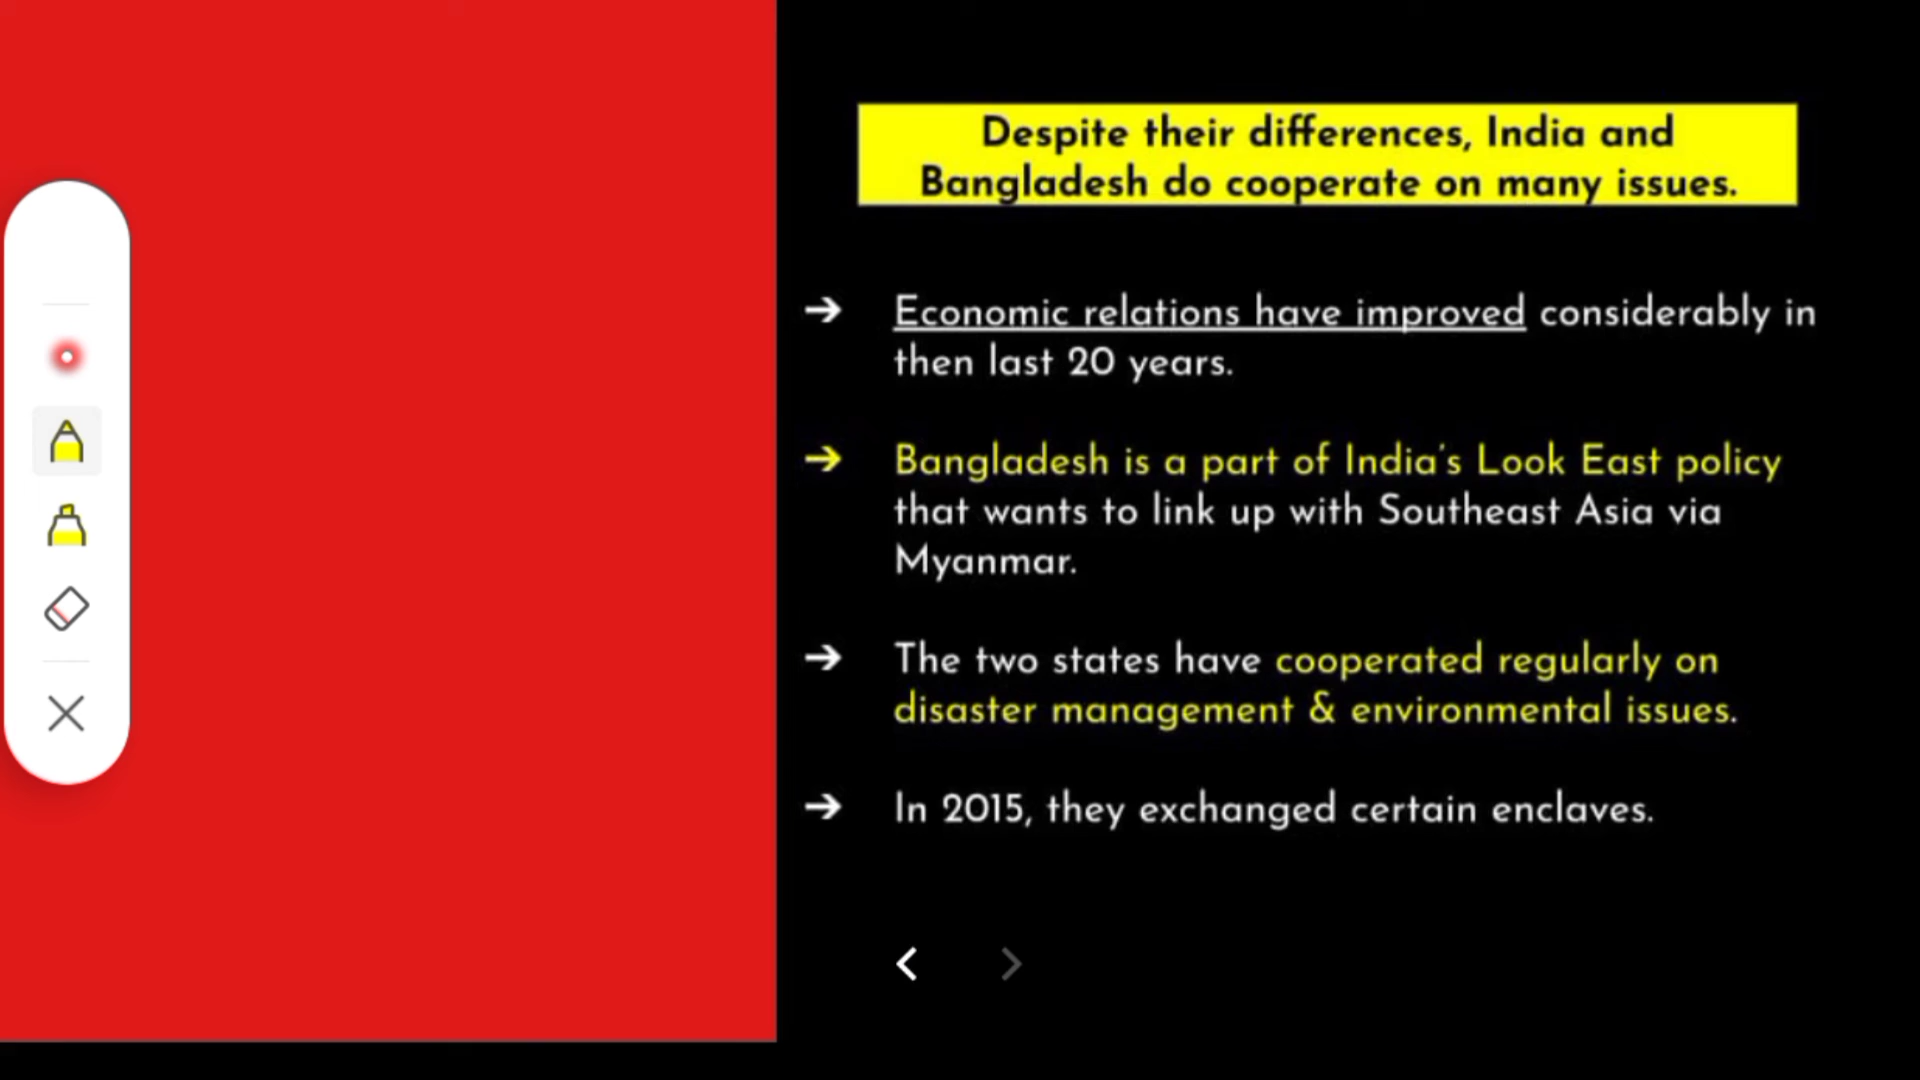 Despite their differences, India and
Bangladesh do cooperate on many issues.
➔ Economic relations have improved considerably in
then last 20 years.
➔ Bangladesh is a part of India's Look East policy
that wants to link up with Southeast Asia via
Myanmar.
➔ The two states have cooperated regularly on
disaster management & environmental issues.
➔ In 2015, they exchanged certain enclaves.